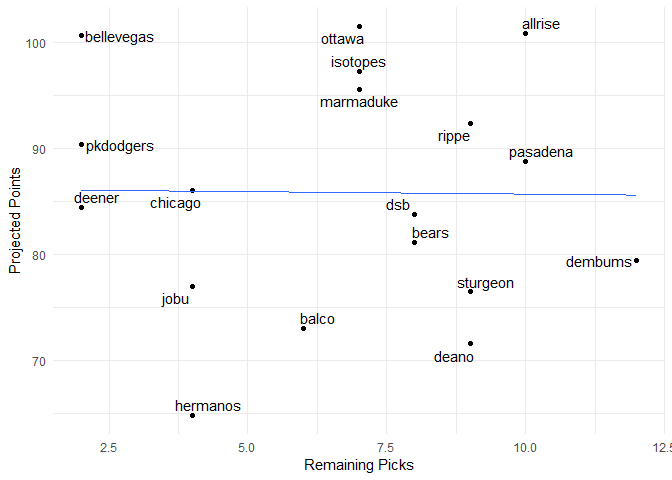 allrise
ottawa
100
bellevegas
isotopes
marmaduke
rippe
90
pkdodgers
pasadena
deener
chicago
dsb
bears
80
dembums
sturgeon
jobu
balco
70
deano
hermanos
Projected Points
2.5
5.0
7.5
10.0
12.5
Remaining Picks